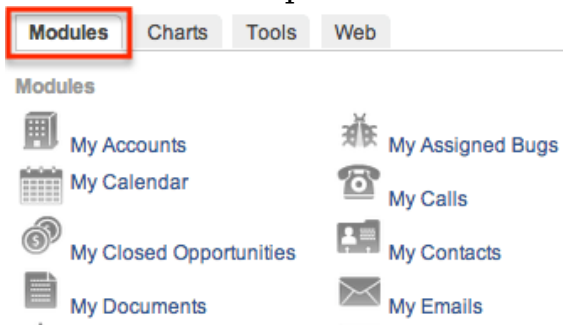 Modules Charts Tools Web
Modules
My Accounts
My Assigned Bugs
My Calendar
My Calls
My Closed Opportunities
My Contacts
My Documents
My Emails